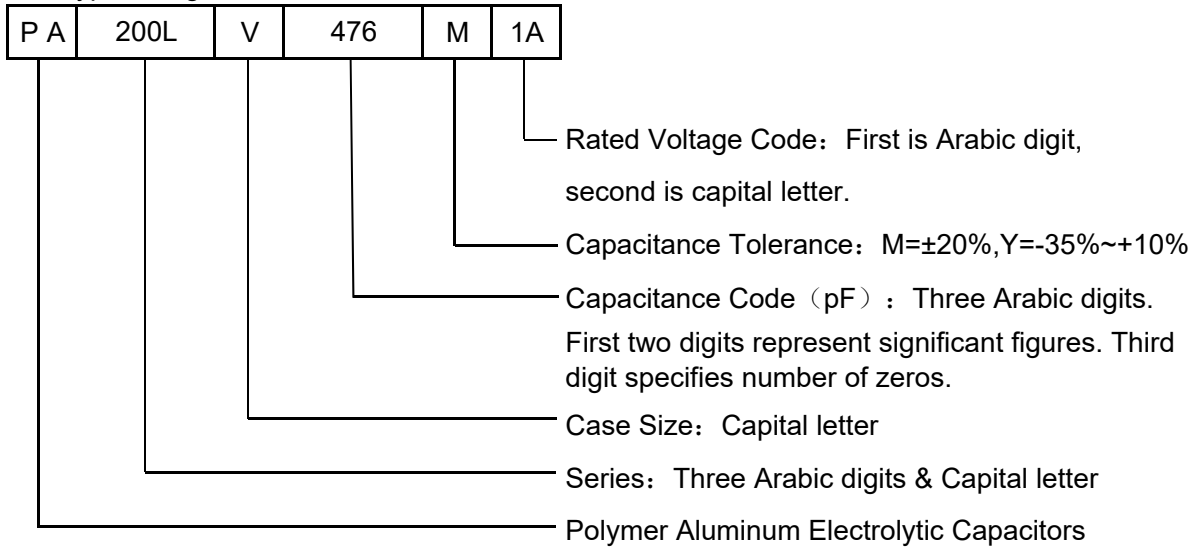 P A 200L V 476 M 1A
Rated Voltage Code：First is Arabic digit,
second is capital letter.
Capacitance Tolerance：M=±20%,Y=-35%~+10%
Capacitance Code（pF）：Three Arabic digits.
First two digits represent significant figures. Third
digit specifies number of zeros.
Case Size：Capital letter
Series：Three Arabic digits & Capital letter
Polymer Aluminum Electrolytic Capacitors